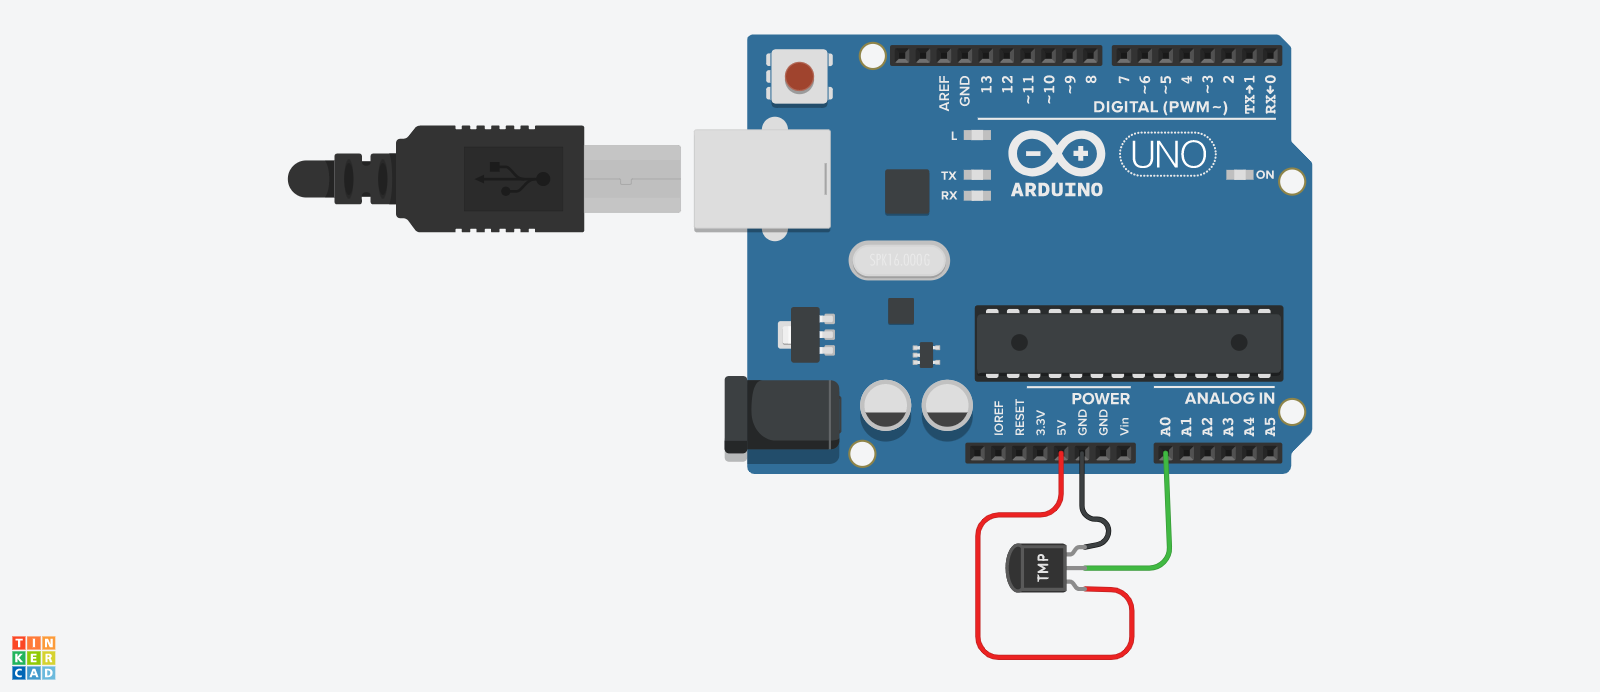 AREF
GND
13
12
~11
~10
~9
8
7
~6
~5
4
~3
2
TX→1
RX←0
DIGITAL (PWM~)
L
TX
RX
ARDUINO
UNO
ON
SPK16.000G
POWER
ANALOG IN
IOREF
RESET
3.3V
5V
GND
GND
Vin
A0
A1
A2
A3
A4
A5
TMP
TIN
KER
CAD